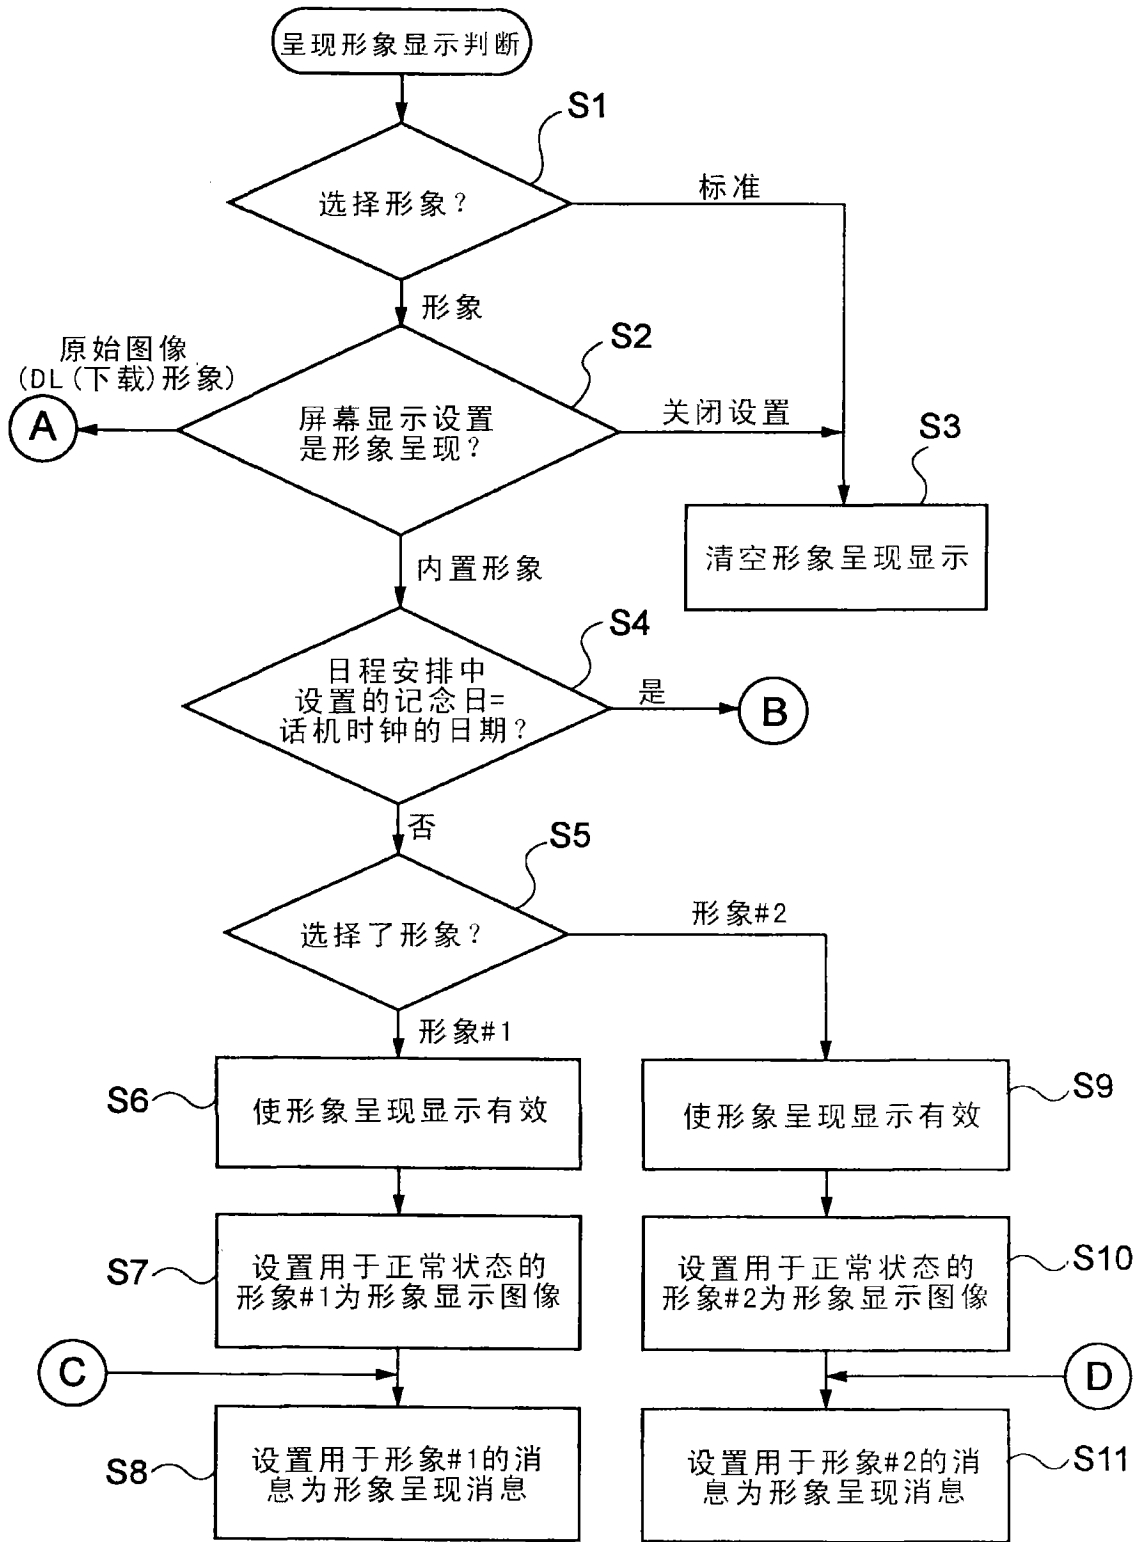 呈现形象显示判断
S1
选择形象?
标准
形象
原始图像
(DL(下载)形象)
S2
A
屏幕显示设置
是形象呈现?
关闭设置
S3
清空形象呈现显示
内置形象
S4
日程安排中
设置的记念日=
话机时钟的日期?
是
B
否
S5
选择了形象?
形象#2
形象#1
S6
使形象呈现显示有效
S9
使形象呈现显示有效
S7
设置用于正常状态的
形象#1为形象显示图像
S10
设置用于正常状态的
形象#2为形象显示图像
C
D
S8
设置用于形象#1的消
息为形象呈现消息
S11
设置用于形象#2的消
息为形象呈现消息